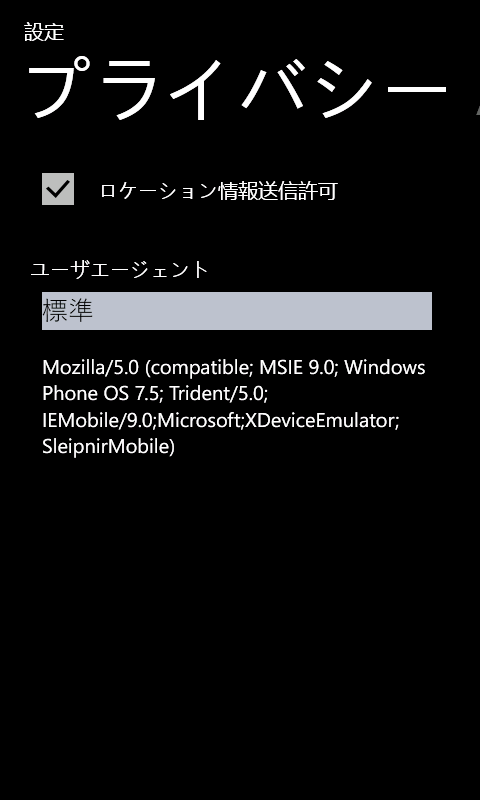 設定
プライバシー
ロケーション情報送信許可
ユーザエージェント
標準
Mozilla/5.0 (compatible; MSIE 9.0; Windows
Phone OS 7.5; Trident/5.0;
IEMobile/9.0;Microsoft;XDeviceEmulator;
SleipnirMobile)